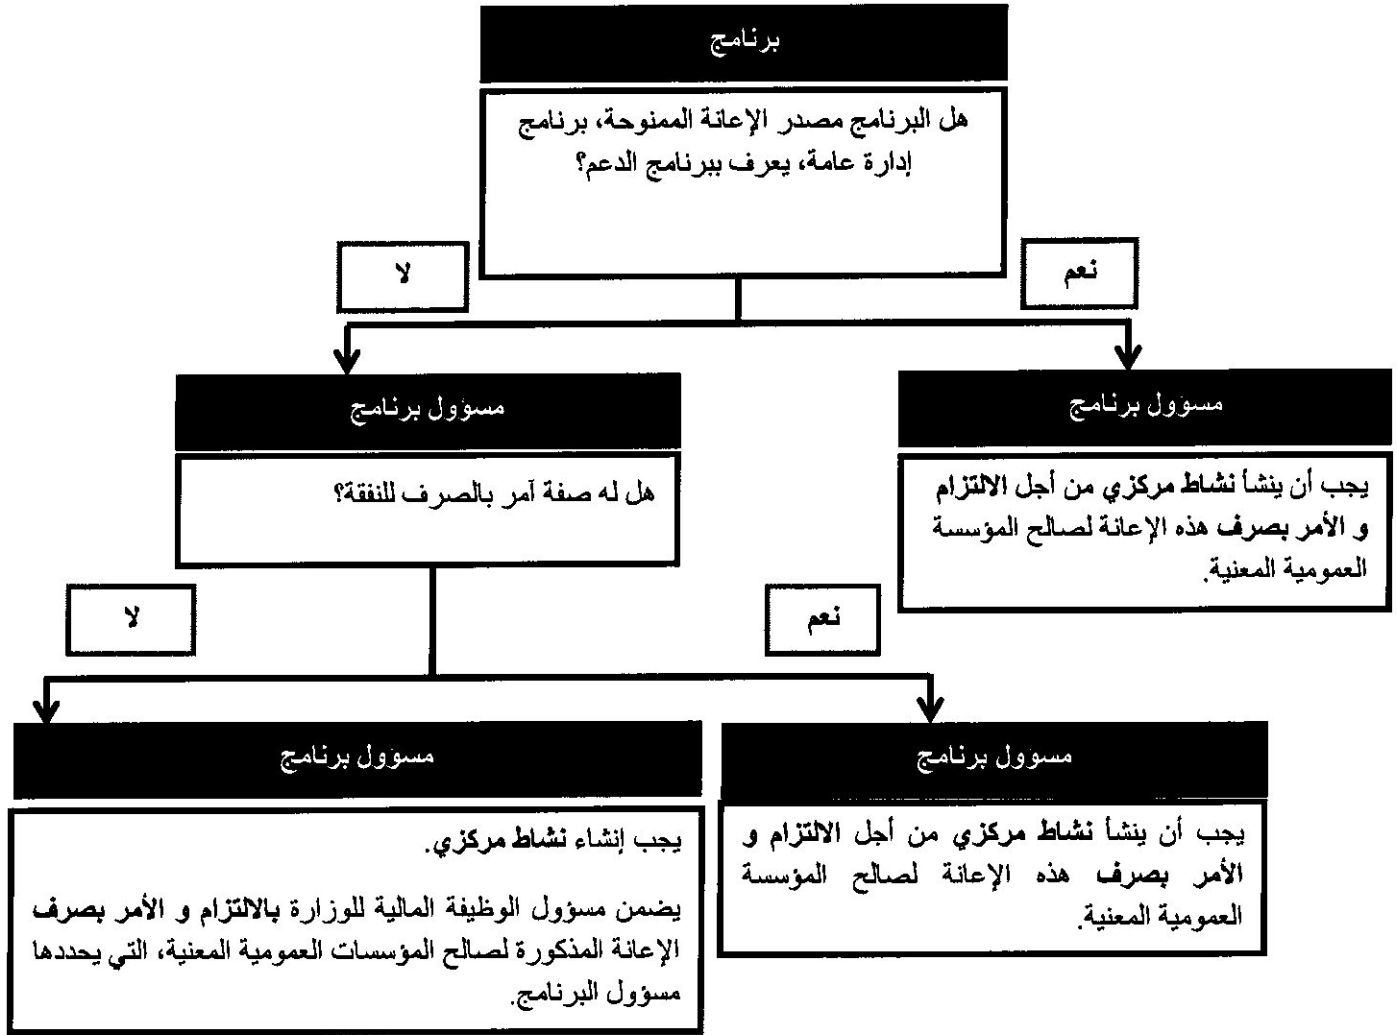 برنامج
هل البرنامج مصدر الإعانة الممنوحة، برنامج
إدارة عامة، يعرف ببرنامج الدعم؟
نعم
لا
مسؤول برنامج
يجب أن ينشأ نشاط مركزي من أجل الالتزام
و الأمر بصرف هذه الإعانة لصالح المؤسسة
العمومية المعنية.
مسؤول برنامج
هل له صفة آمر بالصرف للنفقة؟
نعم
لا
مسؤول برنامج
يجب أن ينشأ نشاط مركزي من أجل الالتزام و
الأمر بصرف هذه الإعانة لصالح المؤسسة
العمومية المعنية.
مسؤول برنامج
يجب إنشاء نشاط مركزي.
يضمن مسؤول الوظيفة المالية للوزارة بالالتزام و الأمر بصرف
الإعانة المذكورة لصالح المؤسسات العمومية المعنية، التي يحددها
مسؤول البرنامج.